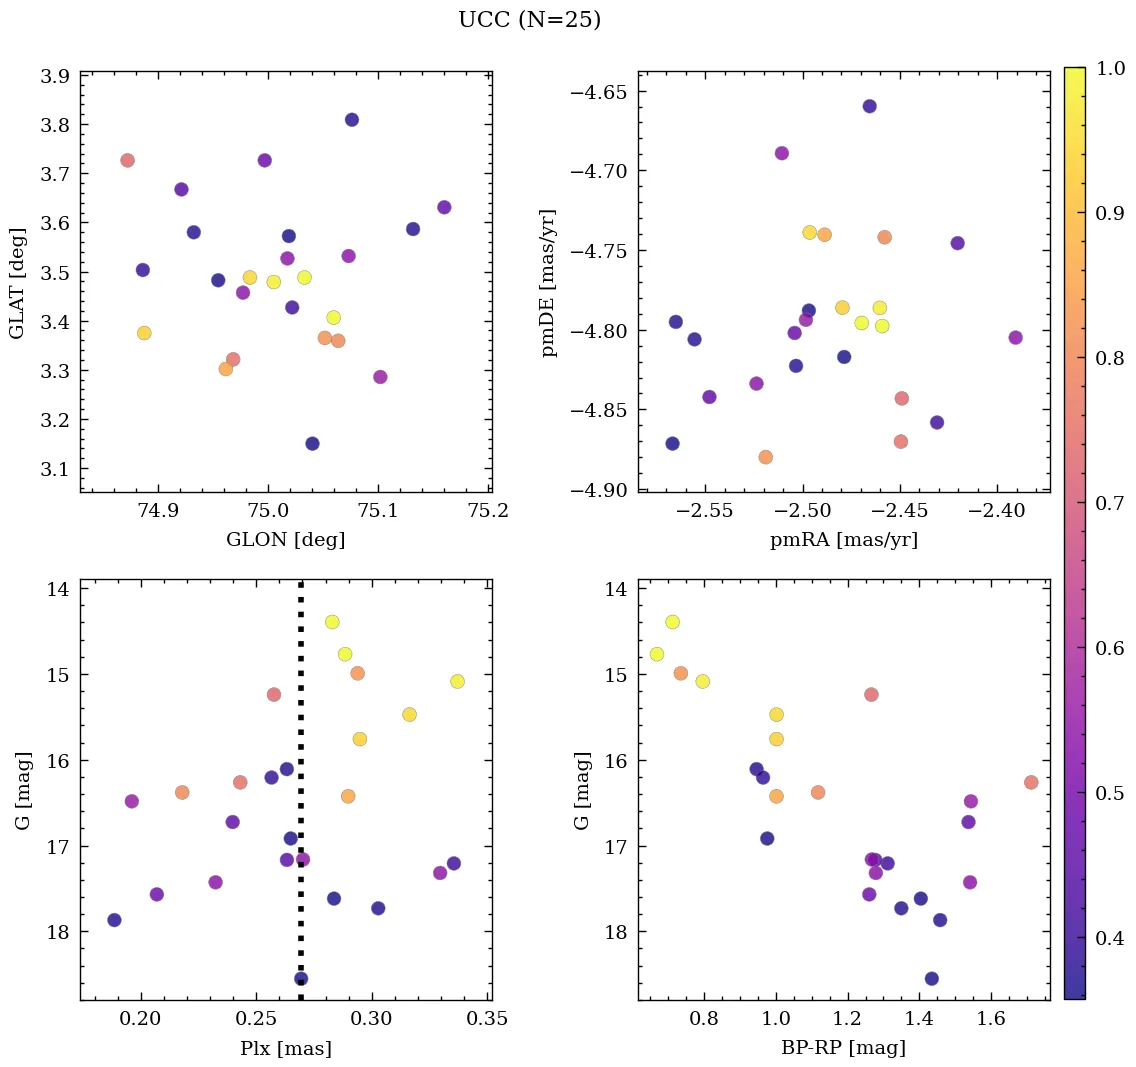 UCC (N=25)
3.9
3.8
3.7
3.6
3.5
3.4
3.3
3.2
3.1
GLAT [deg]
74.9 75.0 75.1 75.2
GLON [deg]
−4.65
−4.70
−4.75
−4.80
−4.85
−4.90
pmDE [mas/yr]
−2.55 −2.50 −2.45 −2.40
pmRA [mas/yr]
14
15
16
17
18
G [mag]
0.20 0.25 0.30 0.35
Plx [mas]
14
15
16
17
18
G [mag]
0.8 1.0 1.2 1.4 1.6
BP-RP [mag]
1.0
0.9
0.8
0.7
0.6
0.5
0.4